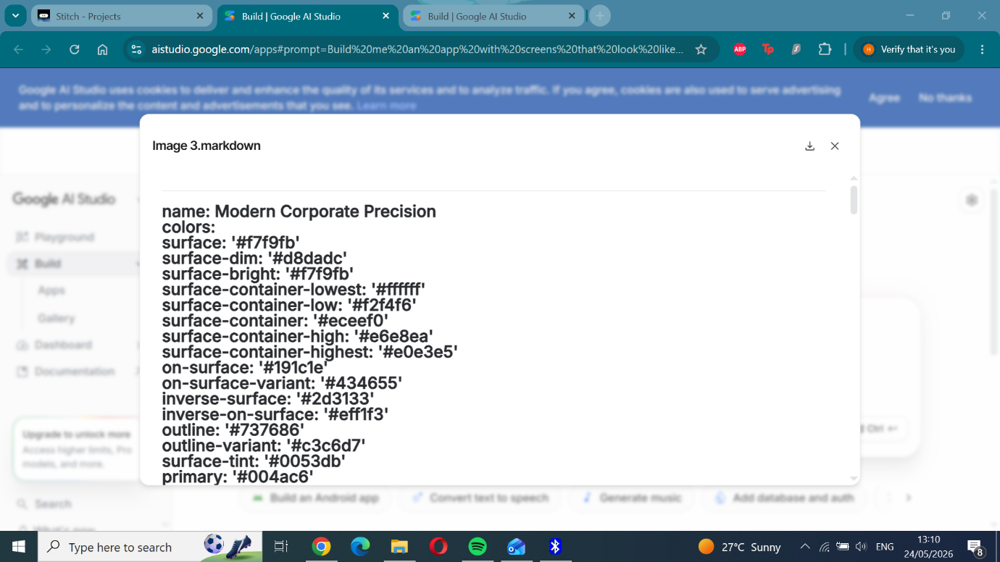 Stitch - Projects
Build | Google AI Studio
Build | Google AI Studio
aistudio.google.com/apps#prompt=Build%20me%20an%20app%20with%20screens%20that%20look%20like...
ABP
Tp
H
Verify that it's you
Google AI Studio uses cookies to deliver and enhance the quality of its services and to analyze traffic. If you agree, cookies are also used to serve advertising
and to personalize the content and advertisements that you see. Learn more
Agree
No thanks
Image 3.markdown
Google AI Studio
Playground
Build
Apps
Gallery
Dashboard
Documentation
Upgrade to unlock more
Access higher limits, Pro
models, and more.
Search
What's new
name: Modern Corporate Precision
colors:
surface: '#f7f9fb'
surface-dim: '#d8dadc'
surface-bright: '#f7f9fb'
surface-container-lowest: '#ffffff'
surface-container-low: '#f2f4f6'
surface-container: '#eceef0'
surface-container-high: '#e6e8ea'
surface-container-highest: '#e0e3e5'
on-surface: '#191c1e'
on-surface-variant: '#434655'
inverse-surface: '#2d3133'
inverse-on-surface: '#eff1f3'
outline: '#737686'
outline-variant: '#c3c6d7'
surface-tint: '#0053db'
primary: '#004ac6'
Ctrl
Build an Android app
Convert text to speech
Generate music
Add database and auth
Type here to search
27°C Sunny
ENG
13:10
24/05/2026
8